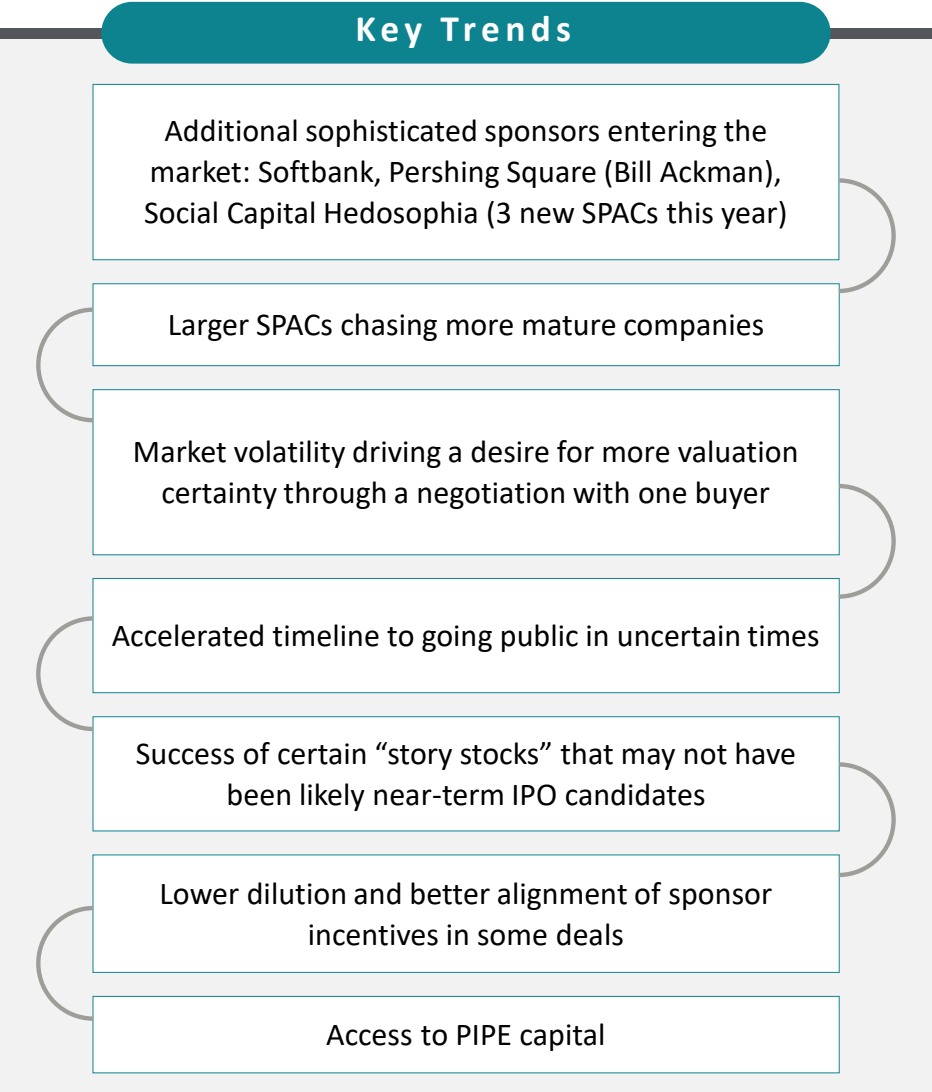 Key Trends
Additional sophisticated sponsors entering the
market: Softbank, Pershing Square (Bill Ackman),
Social Capital Hedosophia (3 new SPACs this year)
Larger SPACs chasing more mature companies
Market volatility driving a desire for more valuation
certainty through a negotiation with one buyer
Accelerated timeline to going public in uncertain times
Success of certain “story stocks” that may not have
been likely near-term IPO candidates
Lower dilution and better alignment of sponsor
incentives in some deals
Access to PIPE capital